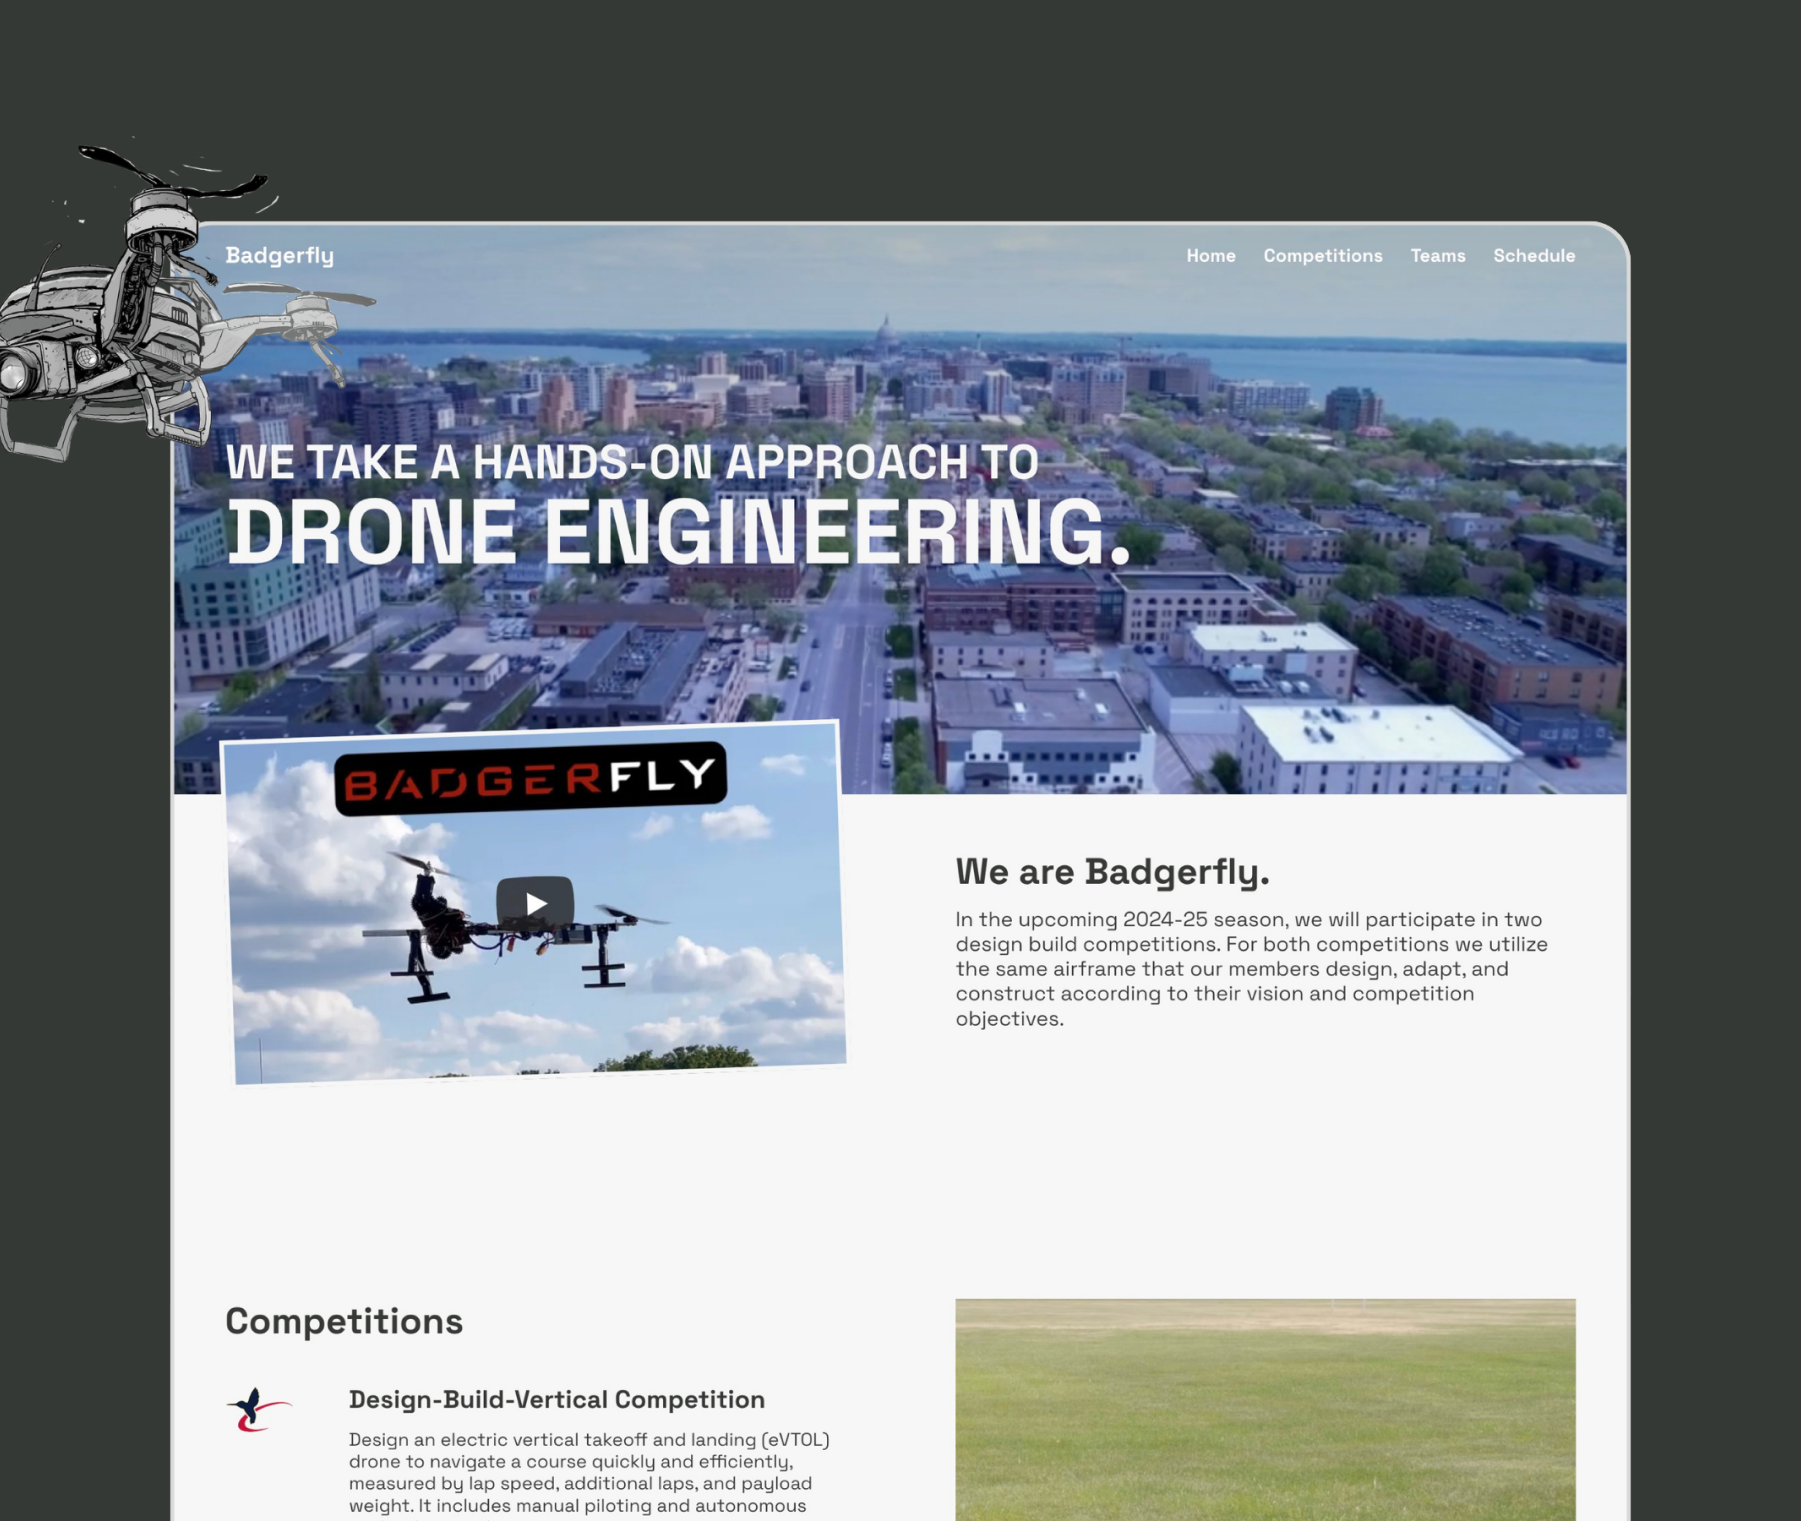 Badgerfly
Home Competitions Teams Schedule
WE TAKE A HANDS-ON APPROACH TO
DRONE ENGINEERING.
BADGERFLY
We are Badgerfly.
In the upcoming 2024-25 season, we will participate in two
design build competitions. For both competitions we utilize
the same airframe that our members design, adapt, and
construct according to their vision and competition
objectives.
Competitions
Design-Build-Vertical Competition
Design an electric vertical takeoff and landing (eVTOL)
drone to navigate a course quickly and efficiently,
measured by lap speed, additional laps, and payload
weight. It includes manual piloting and autonomous